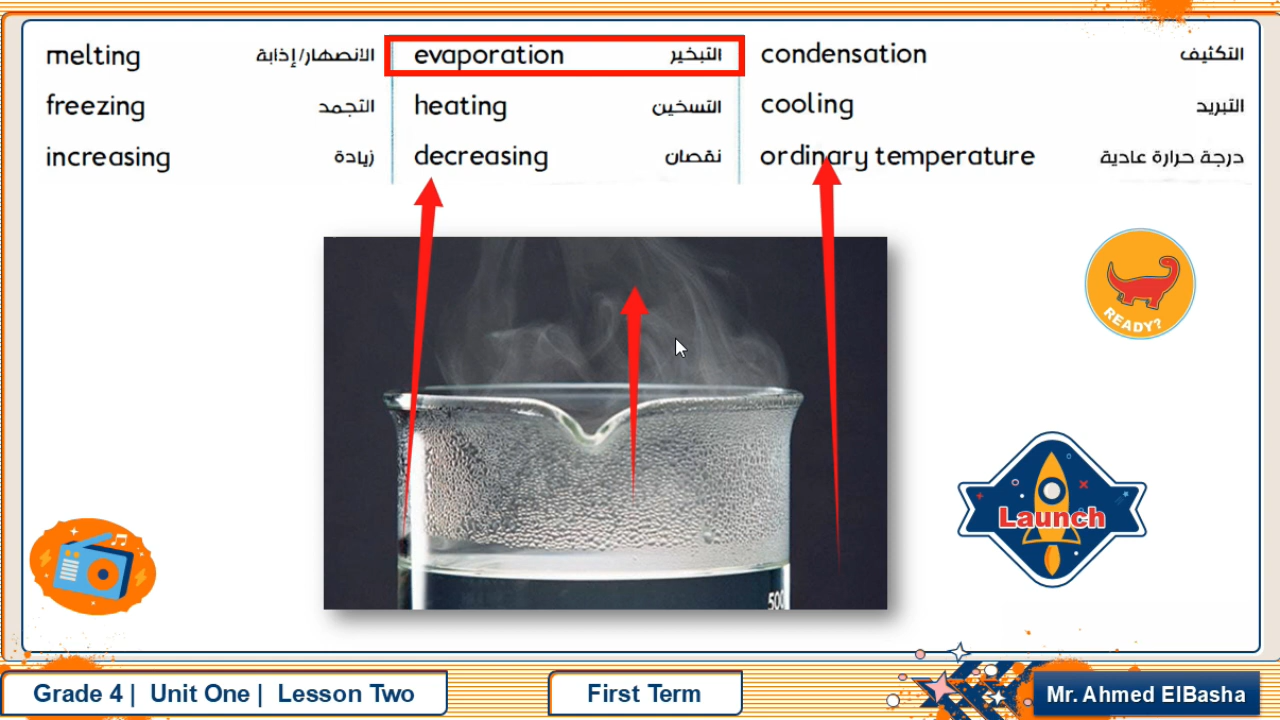 melting الانصهار/إذابة evaporation التبخير condensation التكثيف
freezing التجمد heating التسخين cooling التبريد
increasing زيادة decreasing نقصان ordinary temperature درجة حرارة عادية
READY?
Launch
500
Grade 4 | Unit One | Lesson Two
First Term
Mr. Ahmed ElBasha